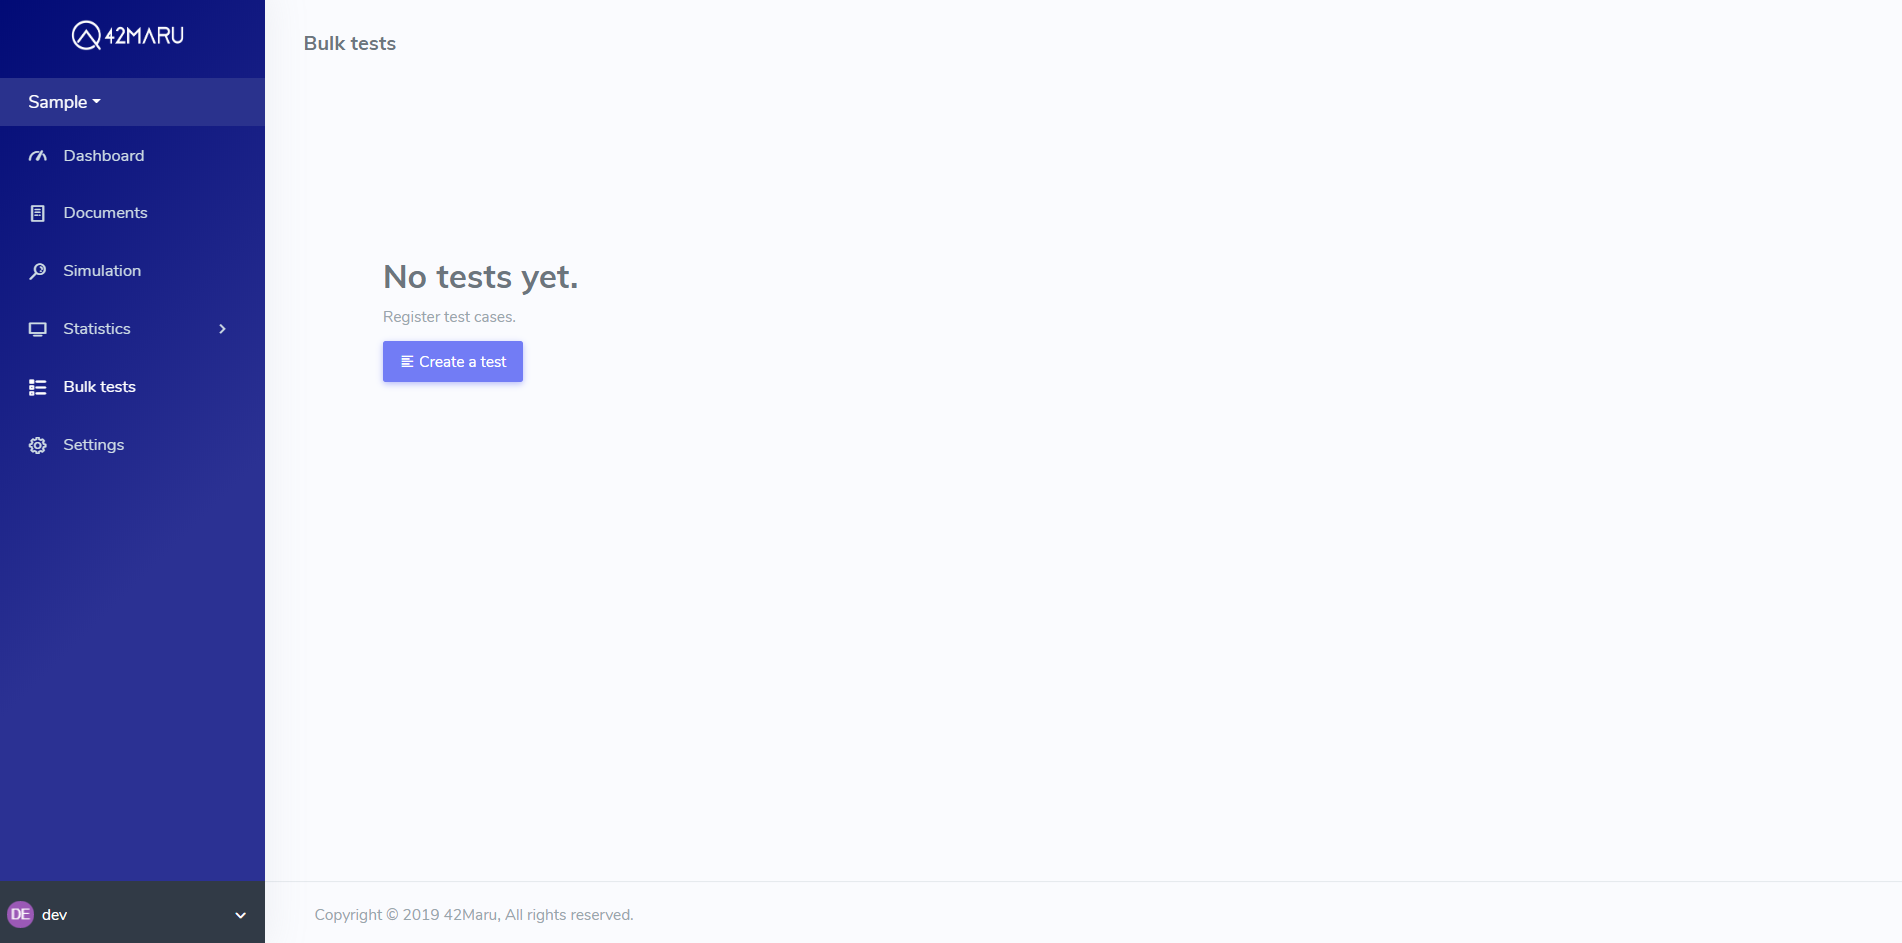 42MARU
Sample
Dashboard
Documents
Simulation
Statistics
Bulk tests
Settings
DE dev
Bulk tests
No tests yet.
Register test cases.
Create a test
Copyright © 2019 42Maru, All rights reserved.